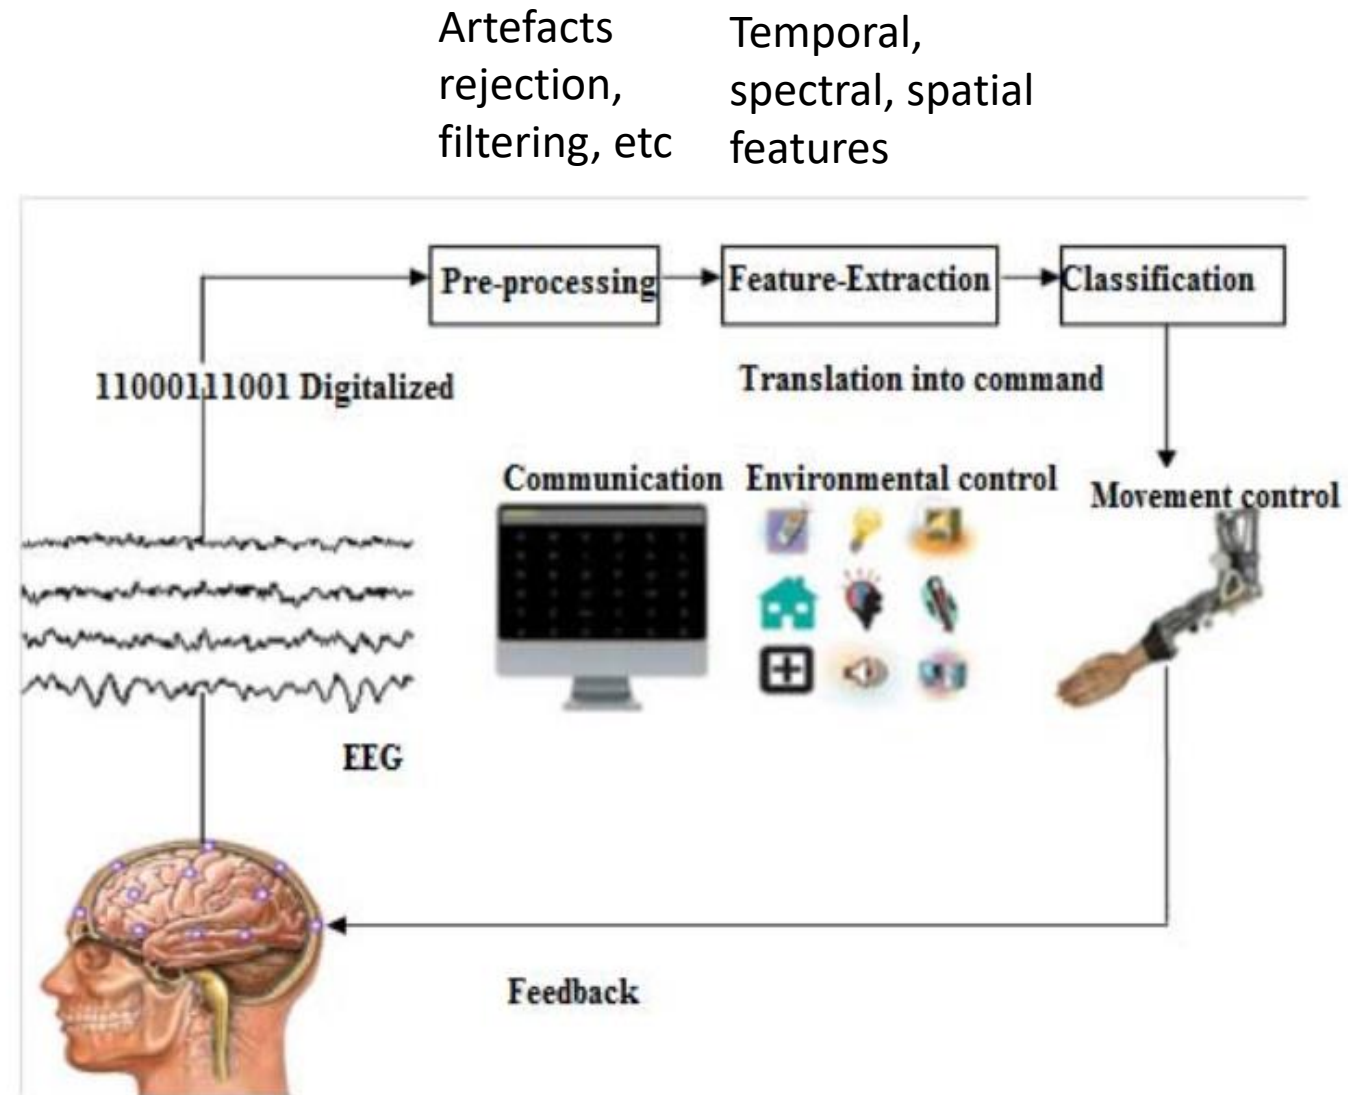 Artefacts
rejection,
filtering, etc
Temporal,
spectral, spatial
features
Pre-processing
Feature-Extraction
Classification
11000111001 Digitalized
Translation into command
Communication
Environmental control
Movement control
EEG
Feedback